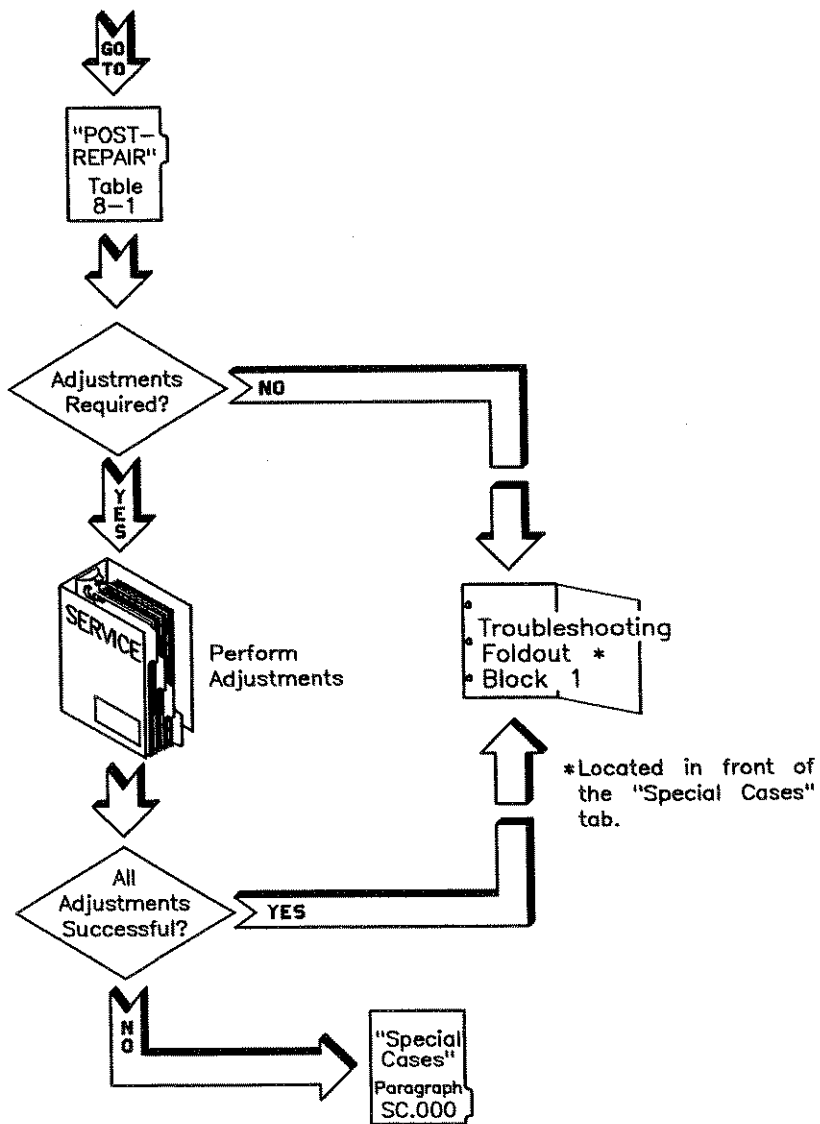 GO
TO
"POST-
REPAIR"
Table
8-1
Adjustments
Required?
NO
YES
SERVICE
Perform
Adjustments
Troubleshooting
Foldout *
Block 1
*Located in front of
the "Special Cases"
tab.
All
Adjustments
Successful?
YES
NO
"Special
Cases"
Paragraph
SC.000